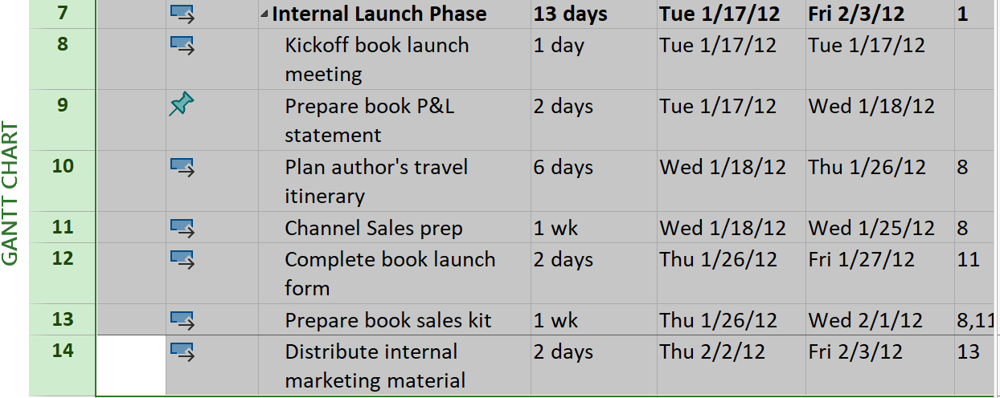 GANTT CHART
7 Internal Launch Phase 13 days Tue 1/17/12 Fri 2/3/12 1
8 Kickoff book launch 1 day Tue 1/17/12 Tue 1/17/12
meeting
9 Prepare book P&L 2 days Tue 1/17/12 Wed 1/18/12
statement
10 Plan author's travel 6 days Wed 1/18/12 Thu 1/26/12 8
itinerary
11 Channel Sales prep 1 wk Wed 1/18/12 Wed 1/25/12 8
12 Complete book launch 2 days Thu 1/26/12 Fri 1/27/12 11
form
13 Prepare book sales kit 1 wk Thu 1/26/12 Wed 2/1/12 8,11
14 Distribute internal 2 days Thu 2/2/12 Fri 2/3/12 13
marketing material